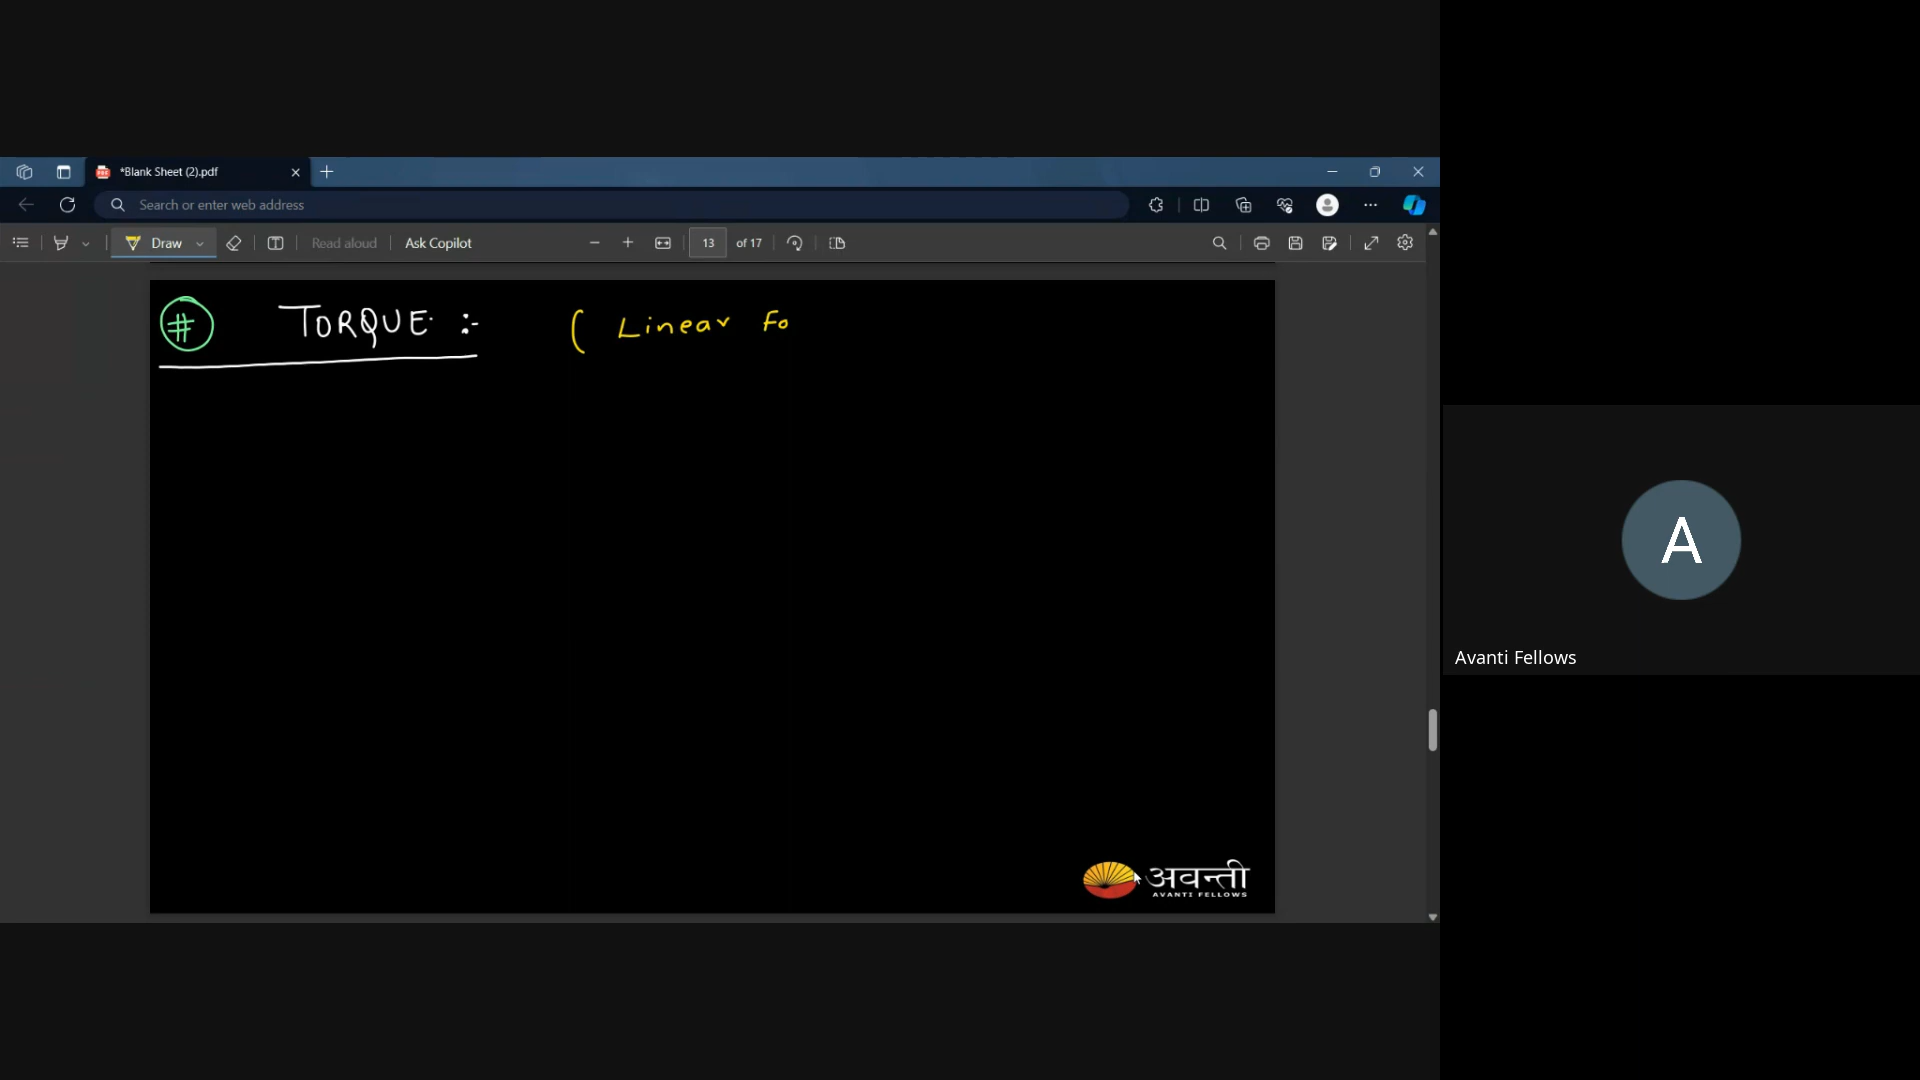 *Blank Sheet (2).pdf
Search or enter web address
Draw Read aloud Ask Copilot 13 of 17
# TORQUE :- ( Linear Fo
A
Avanti Fellows
अवन्ती
AVANTI FELLOWS